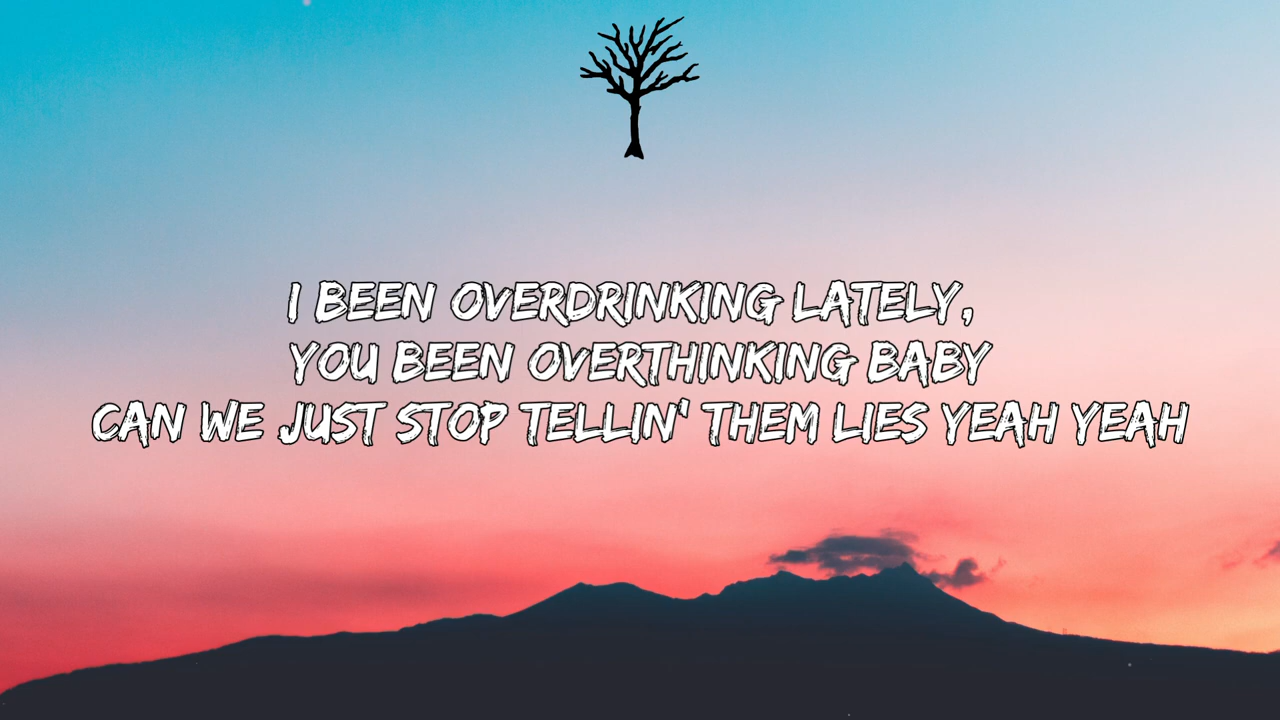 I BEEN OVERDRINKING LATELY,
YOU BEEN OVERTHINKING BABY
CAN WE JUST STOP TELLIN' THEM LIES YEAH YEAH